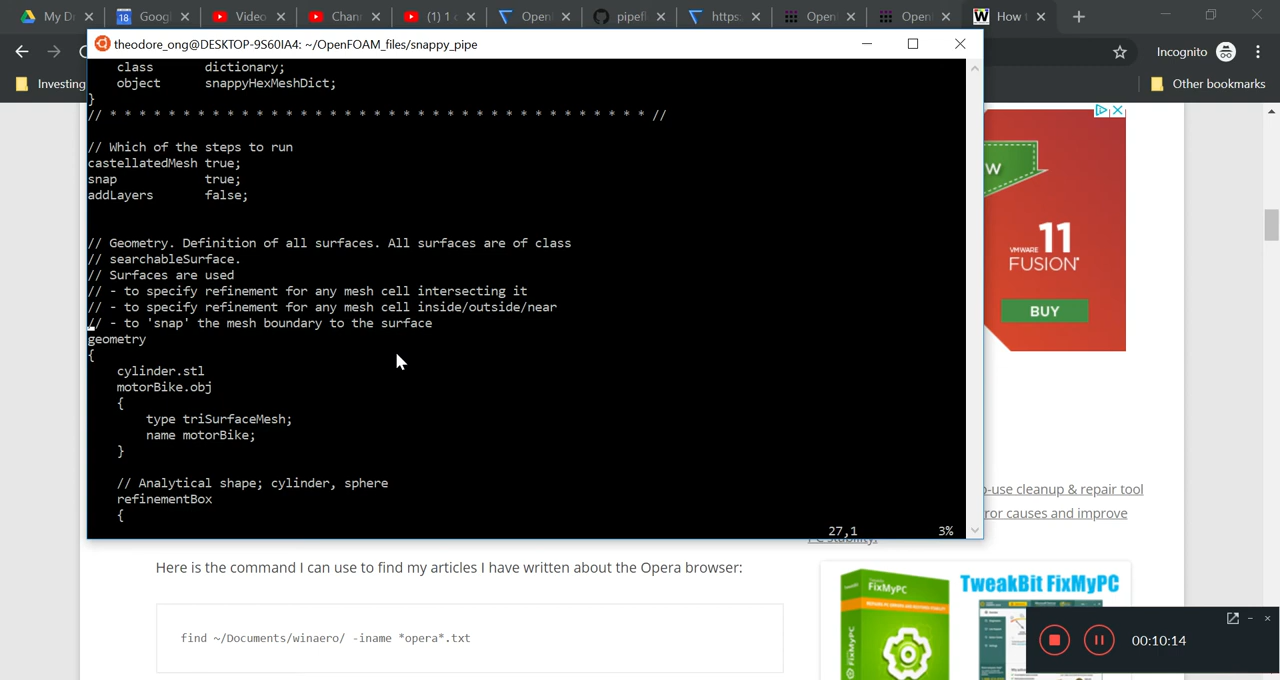 My D
Googl
Video
Chann
(1) c
Open
pipefl
https:
Open
Open
How t
theodore_ong@DESKTOP-9S60IA4: ~/OpenFOAM_files/snappy_pipe
Incognito
Investing
Other bookmarks
class dictionary;
object snappyHexMeshDict;
}
// * * * * * * * * * * * * * * * * * * * * * * * * * * * * * * * * * * * * * //
// Which of the steps to run
castellatedMesh true;
snap true;
addLayers false;
// Geometry. Definition of all surfaces. All surfaces are of class
// searchableSurface.
// Surfaces are used
// - to specify refinement for any mesh cell intersecting it
// - to specify refinement for any mesh cell inside/outside/near
// - to 'snap' the mesh boundary to the surface
geometry
{
cylinder.stl
motorBike.obj
{
type triSurfaceMesh;
name motorBike;
}
// Analytical shape; cylinder, sphere
refinementBox
{
27,1 3%
W
VMWARE
11
FUSION
BUY
o-use cleanup & repair tool
ror causes and improve
PC stability.
Here is the command I can use to find my articles I have written about the Opera browser:
find ~/Documents/winaero/ -iname *opera*.txt
TweakBit FixMyPC
TweakBit
FixMyPC
00:10:14